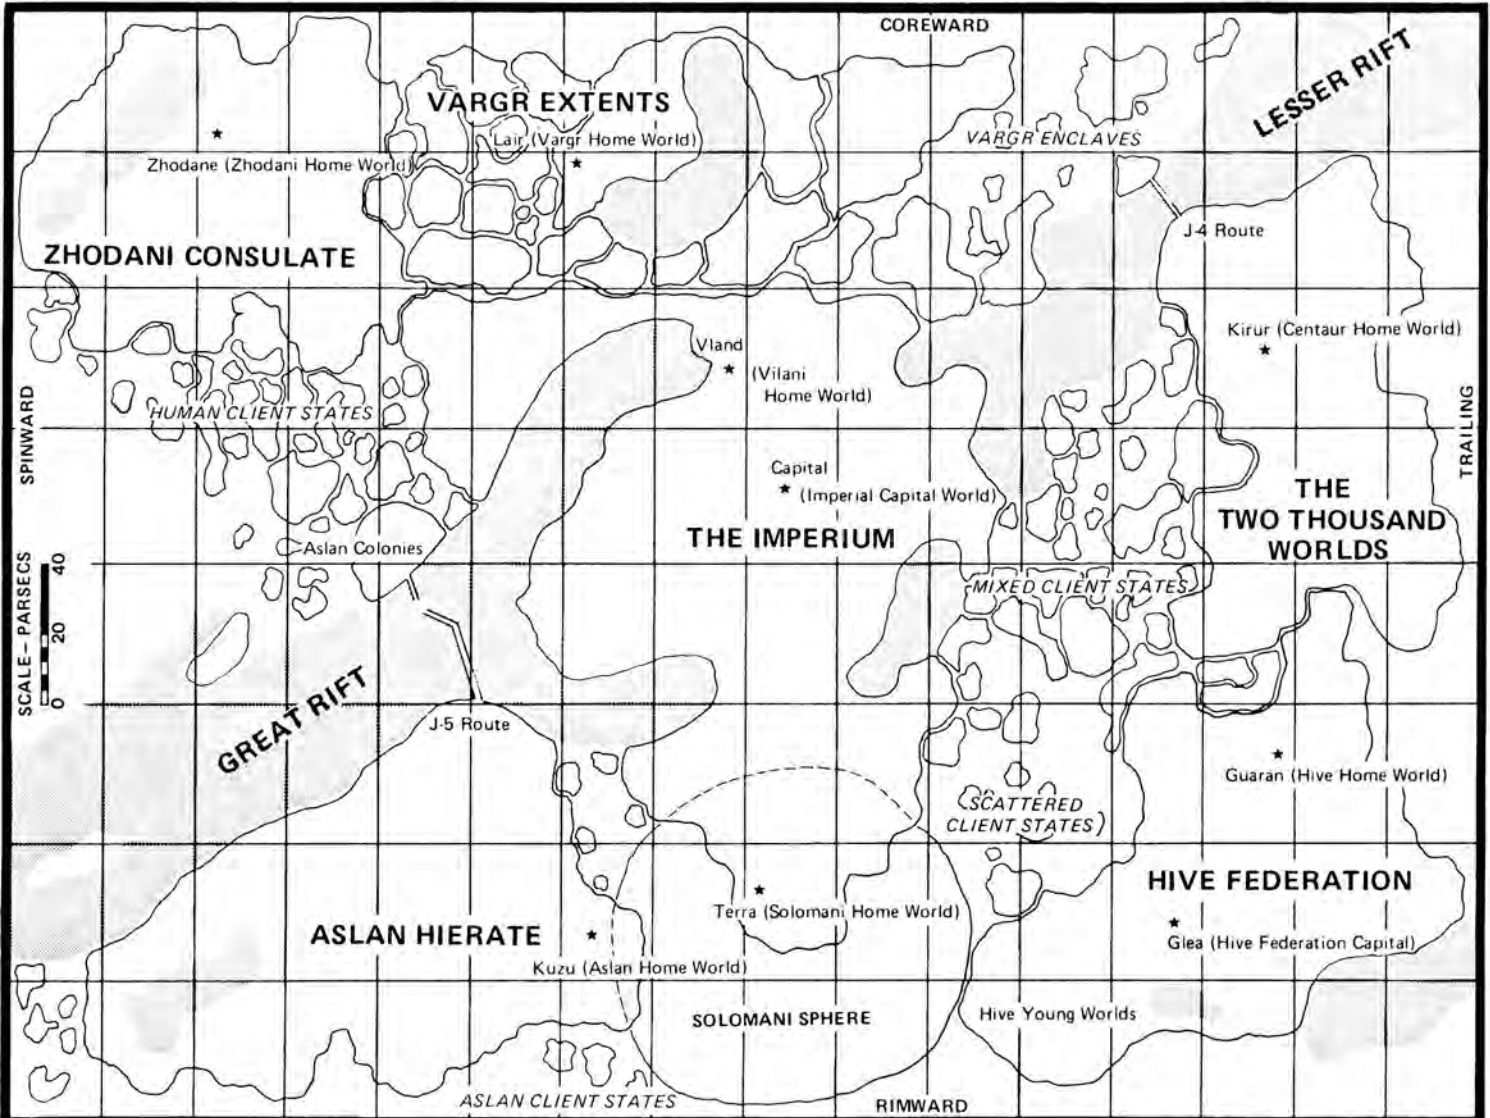 COREWARD
LESSER RIFT
VARGR EXTENTS
Lair (Vargr Home World)
VARGR ENCLAVES
Zhodane (Zhodani Home World)
J-4 Route
ZHODANI CONSULATE
Kirur (Centaur Home World)
Vland
(Vilani
Home World)
HUMAN CLIENT STATES
SPINWARD
TRAILING
Capital
(Imperial Capital World)
THE
TWO THOUSAND
WORLDS
THE IMPERIUM
Aslan Colonies
MIXED CLIENT STATES
SCALE– PARSECS
0
20
40
GREAT RIFT
J-5 Route
Guaran (Hive Home World)
SCATTERED
CLIENT STATES)
HIVE FEDERATION
Terra (Solomani Home World)
ASLAN HIERATE
Glea (Hive Federation Capital)
Kuzu (Aslan Home World)
SOLOMANI SPHERE
Hive Young Worlds
ASLAN CLIENT STATES
RIMWARD